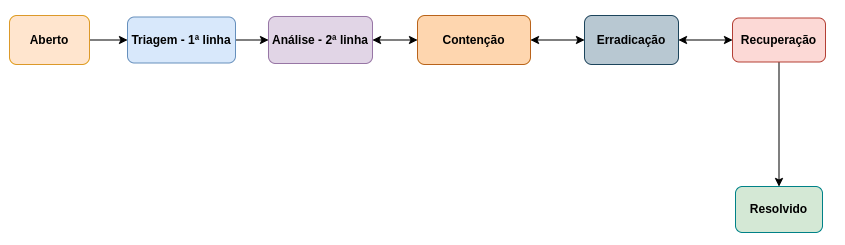 Aberto
Triagem - 1ª linha
Análise - 2ª linha
Contenção
Erradicação
Recuperação
Resolvido